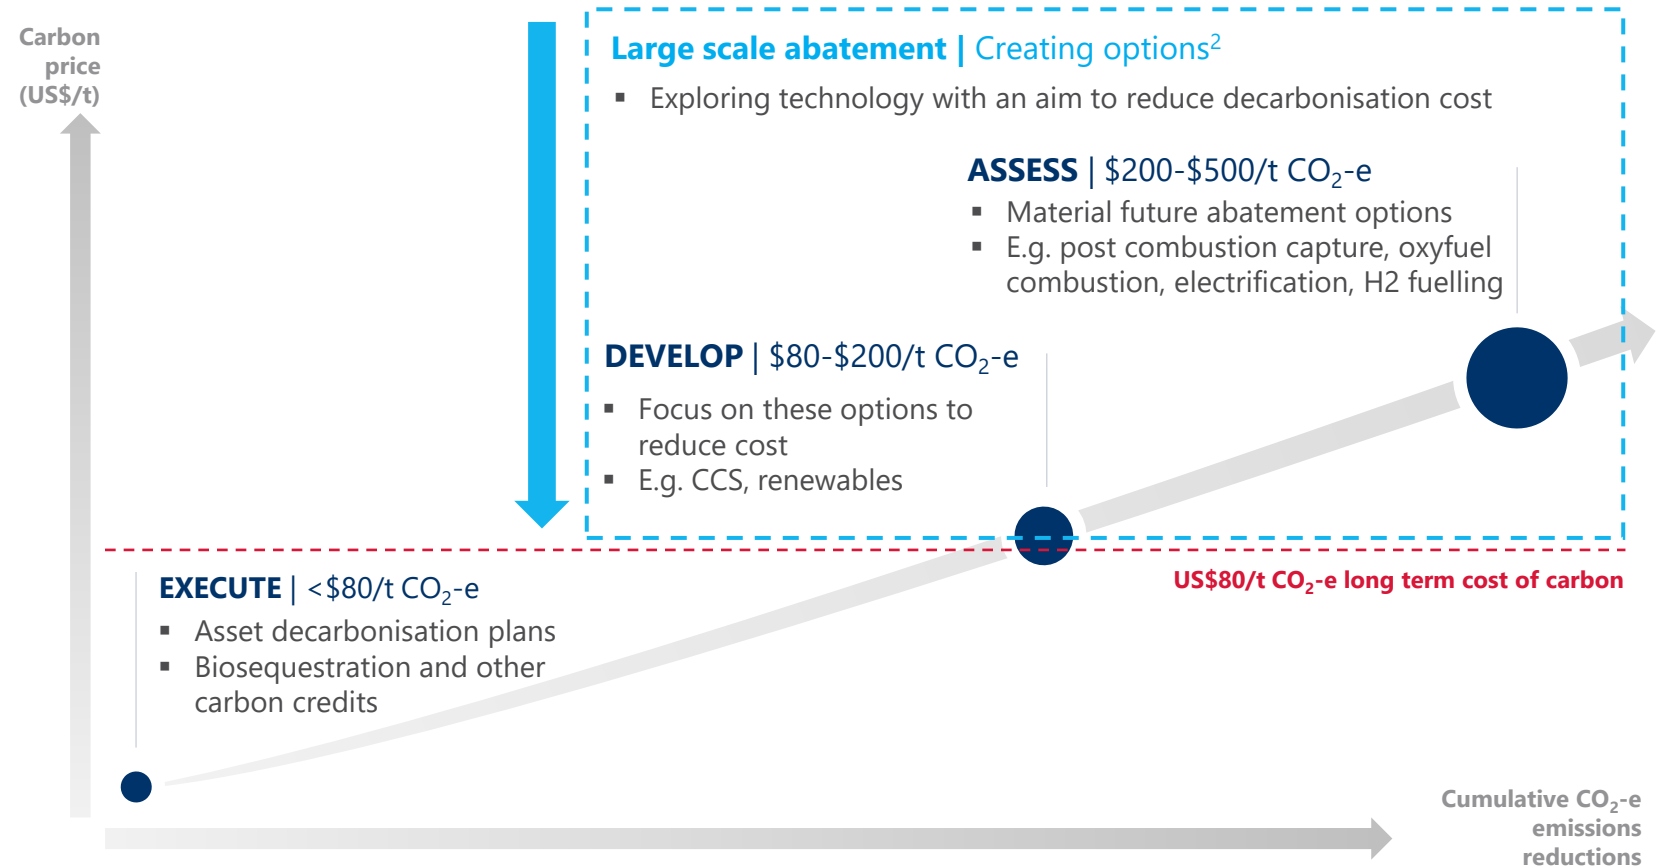 Carbon
price
(US$/t)
Large scale abatement | Creating options²
▪ Exploring technology with an aim to reduce decarbonisation cost
ASSESS | $200-$500/t CO₂-e
▪ Material future abatement options
▪ E.g. post combustion capture, oxyfuel
combustion, electrification, H2 fuelling
DEVELOP | $80-$200/t CO₂-e
▪ Focus on these options to
reduce cost
▪ E.g. CCS, renewables
US$80/t CO₂-e long term cost of carbon
EXECUTE | <$80/t CO₂-e
▪ Asset decarbonisation plans
▪ Biosequestration and other
carbon credits
Cumulative CO₂-e
emissions
reductions